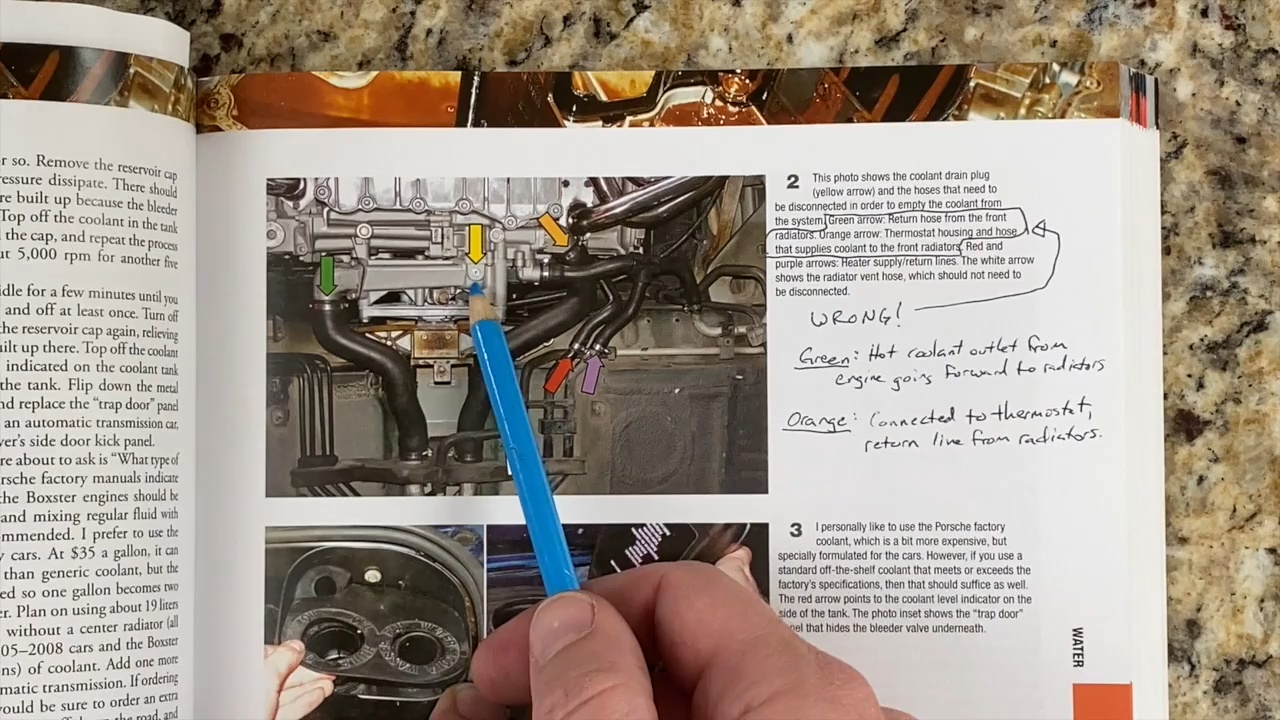 r so. Remove the reservoir cap
ressure dissipate. There should
re built up because the bleeder
Top off the coolant in the tank
the cap, and repeat the process
ut 5,000 rpm for another five
idle for a few minutes until you
and off at least once. Turn off
the reservoir cap again, relieving
uilt up there. Top off the coolant
indicated on the coolant tank
the tank. Flip down the metal
nd replace the “trap door” panel
an automatic transmission car,
ver’s side door kick panel.
re about to ask is “What type of
rsche factory manuals indicate
the Boxster engines should be
and mixing regular fluid with
mmended. I prefer to use the
y cars. At $35 a gallon, it can
than generic coolant, but the
ed so one gallon becomes two
er. Plan on using about 19 liters
without a center radiator (all
05–2008 cars and the Boxster
ns) of coolant. Add one more
matic transmission. If ordering
would be sure to order an extra
the road, and
2 This photo shows the coolant drain plug
(yellow arrow) and the hoses that need to
be disconnected in order to empty the coolant from
the system. Green arrow: Return hose from the front
radiators. Orange arrow: Thermostat housing and hose
that supplies coolant to the front radiators. Red and
purple arrows: Heater supply/return lines. The white arrow
shows the radiator vent hose, which should not need to
be disconnected.
WRONG!
Green: Hot coolant outlet from
engine going forward to radiators
Orange: Connected to thermostat,
return line from radiators.
3 I personally like to use the Porsche factory
coolant, which is a bit more expensive, but
specially formulated for the cars. However, if you use a
standard off-the-shelf coolant that meets or exceeds the
factory’s specifications, then that should suffice as well.
The red arrow points to the coolant level indicator on the
side of the tank. The photo inset shows the “trap door”
panel that hides the bleeder valve underneath.
WATER